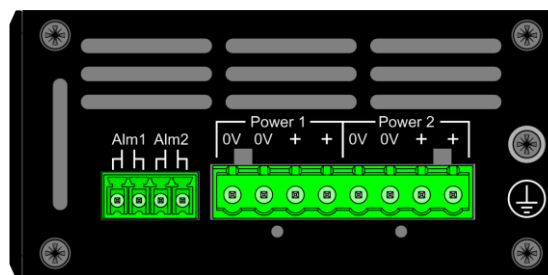 Power 1 Power 2
Alm1 Alm2 0V 0V + + 0V 0V + +